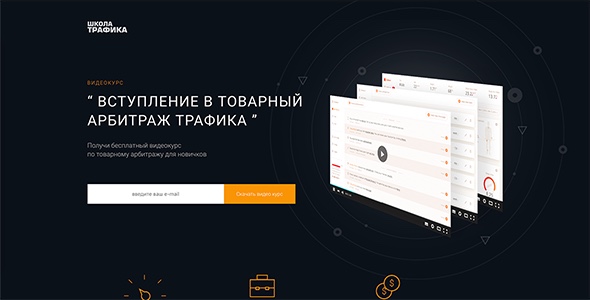 ШКОЛА
ТРАФИКА
ВИДЕОКУРС
“ ВСТУПЛЕНИЕ В ТОВАРНЫЙ
АРБИТРАЖ ТРАФИКА ”
Получи бесплатный видеокурс
по товарному арбитражу для новичков
введите ваш e-mail
Скачать видео курс